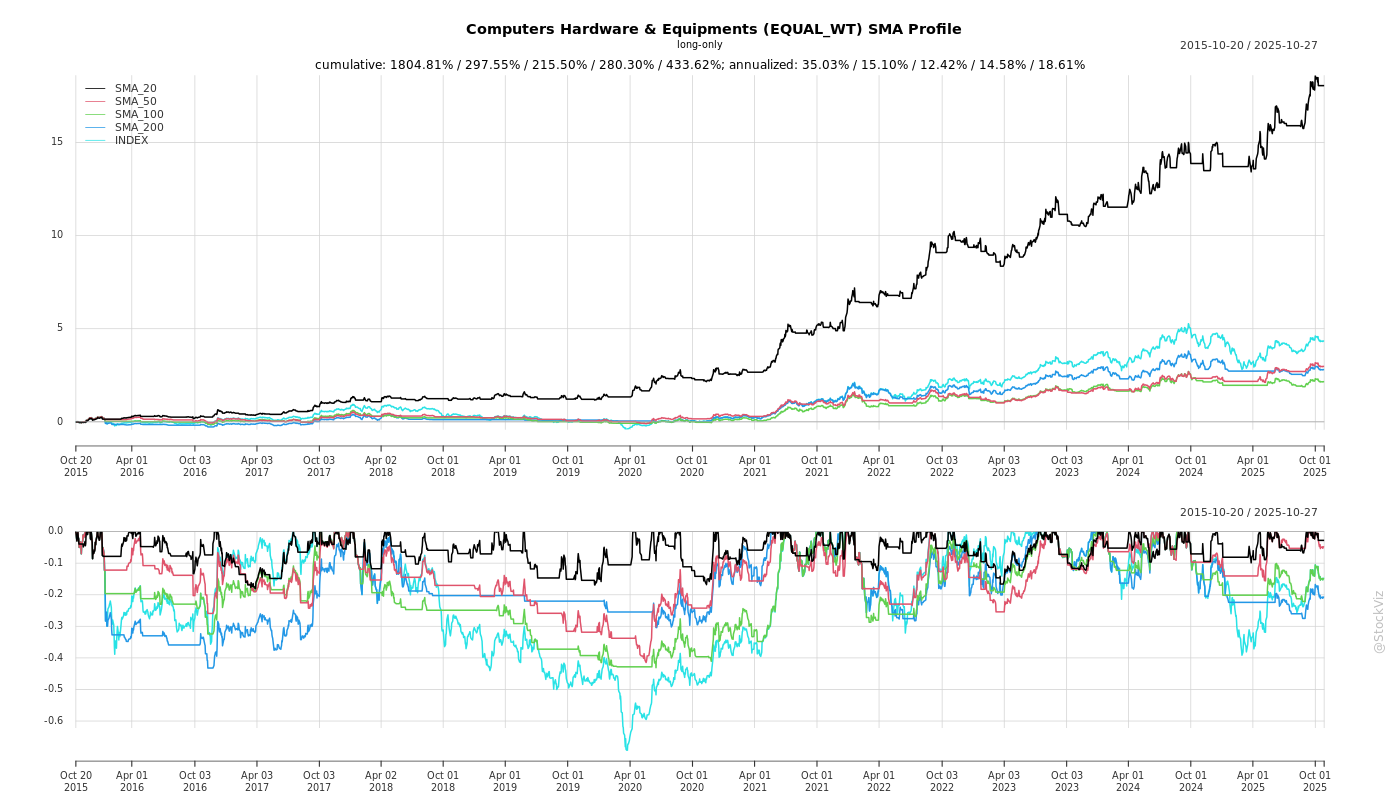 Computers Hardware & Equipments (EQUAL_WT) SMA Profile
long-only
2015-10-20 / 2025-10-27
cumulative: 1804.81% / 297.55% / 215.50% / 280.30% / 433.62%; annualized: 35.03% / 15.10% / 12.42% / 14.58% / 18.61%
SMA_20
SMA_50
SMA_100
SMA_200
INDEX
15
10
5
0
Oct 20 Apr 01 Oct 03 Apr 03 Oct 03 Apr 02 Oct 01 Apr 01 Oct 01 Apr 01 Oct 01 Apr 01 Oct 01 Apr 01 Oct 03 Apr 03 Oct 03 Apr 01 Oct 01 Apr 01 Oct 01
2015 2016 2016 2017 2017 2018 2018 2019 2019 2020 2020 2021 2021 2022 2022 2023 2023 2024 2024 2025 2025
2015-10-20 / 2025-10-27
0.0
-0.1
-0.2
-0.3
-0.4
-0.5
-0.6
Oct 20 Apr 01 Oct 03 Apr 03 Oct 03 Apr 02 Oct 01 Apr 01 Oct 01 Apr 01 Oct 01 Apr 01 Oct 01 Apr 01 Oct 03 Apr 03 Oct 03 Apr 01 Oct 01 Apr 01 Oct 01
2015 2016 2016 2017 2017 2018 2018 2019 2019 2020 2020 2021 2021 2022 2022 2023 2023 2024 2024 2025 2025
@StockViz